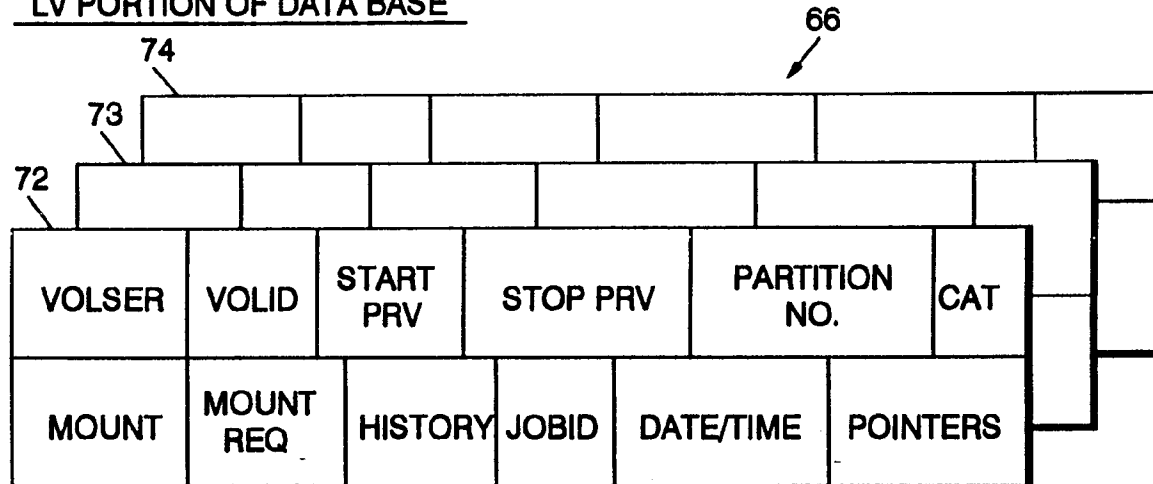 LV PORTION OF DATA BASE
66
74
73
72
VOLSER
VOLID
START
PRV
STOP PRV
PARTITION
NO.
CAT
MOUNT
MOUNT
REQ
HISTORY
JOBID
DATE/TIME
POINTERS